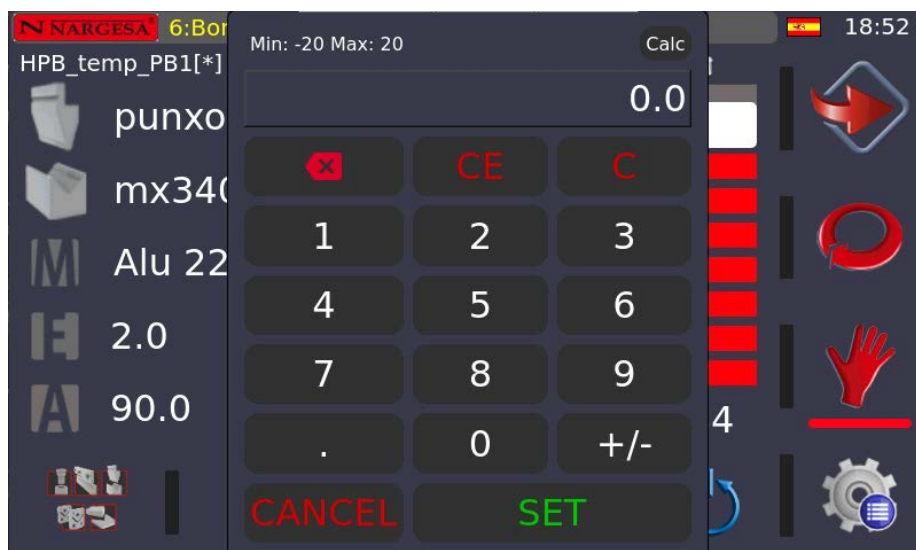 NARGESA 6:Bor
18:52
HPB_temp_PB1[*]
punxo
mx340
Alu 22
E 2.0
A 90.0
Min: -20 Max: 20
Calc
0.0
CE C
1 2 3
4 5 6
7 8 9
. 0 +/-
CANCEL SET
4
M